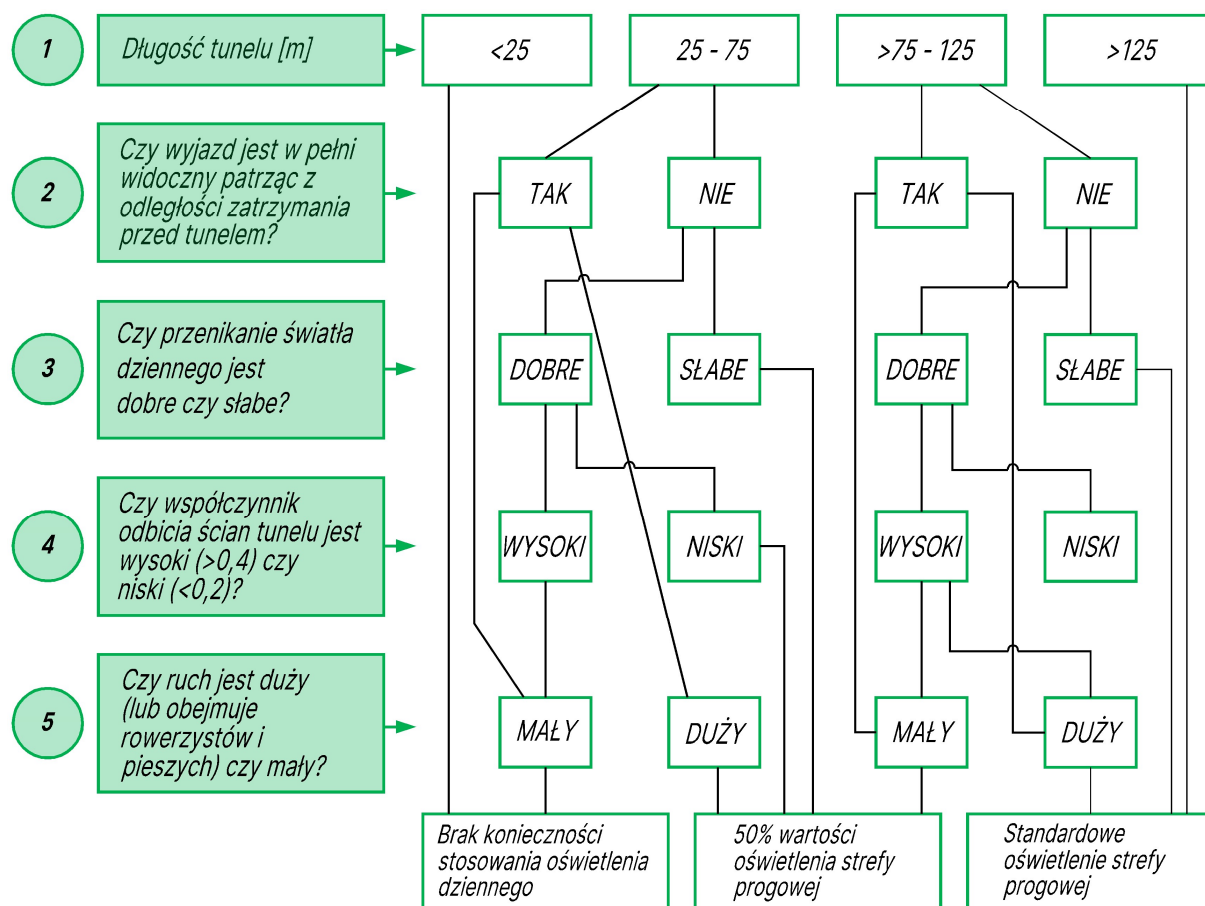 1
Długość tunelu [m]
<25
25 - 75
>75 - 125
>125
2
Czy wyjazd jest w pełni
widoczny patrząc z
odległości zatrzymania
przed tunelem?
TAK
NIE
TAK
NIE
3
Czy przenikanie światła
dziennego jest
dobre czy słabe?
DOBRE
SŁABE
DOBRE
SŁABE
4
Czy współczynnik
odbicia ścian tunelu jest
wysoki (>0,4) czy
niski (<0,2)?
WYSOKI
NISKI
WYSOKI
NISKI
5
Czy ruch jest duży
(lub obejmuje
rowerzystów i
pieszych) czy mały?
MAŁY
DUŻY
MAŁY
DUŻY
Brak konieczności
stosowania oświetlenia
dziennego
50% wartości
oświetlenia strefy
progowej
Standardowe
oświetlenie strefy
progowej